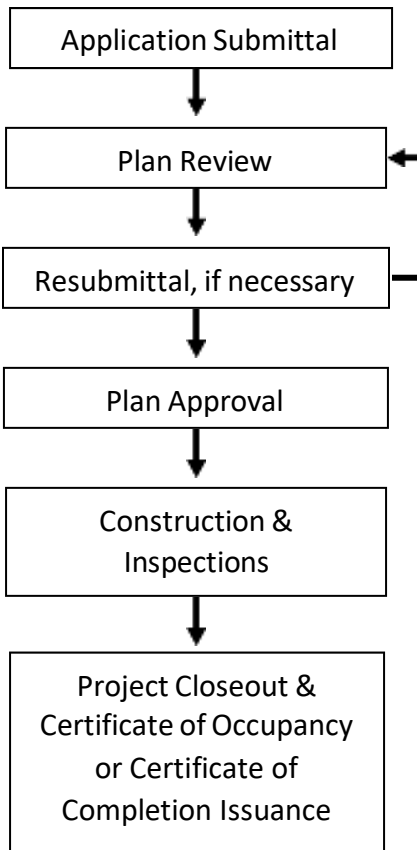 Application Submittal
Plan Review
Resubmittal, if necessary
Plan Approval
Construction &
Inspections
Project Closeout &
Certificate of Occupancy
or Certificate of
Completion Issuance